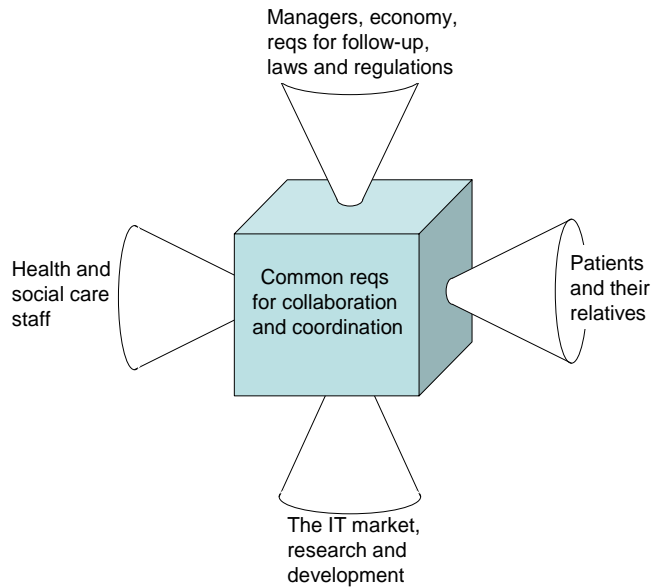 Managers, economy,
reqs for follow-up,
laws and regulations
Health and
social care
staff
Common reqs
for collaboration
and coordination
Patients
and their
relatives
The IT market,
research and
development